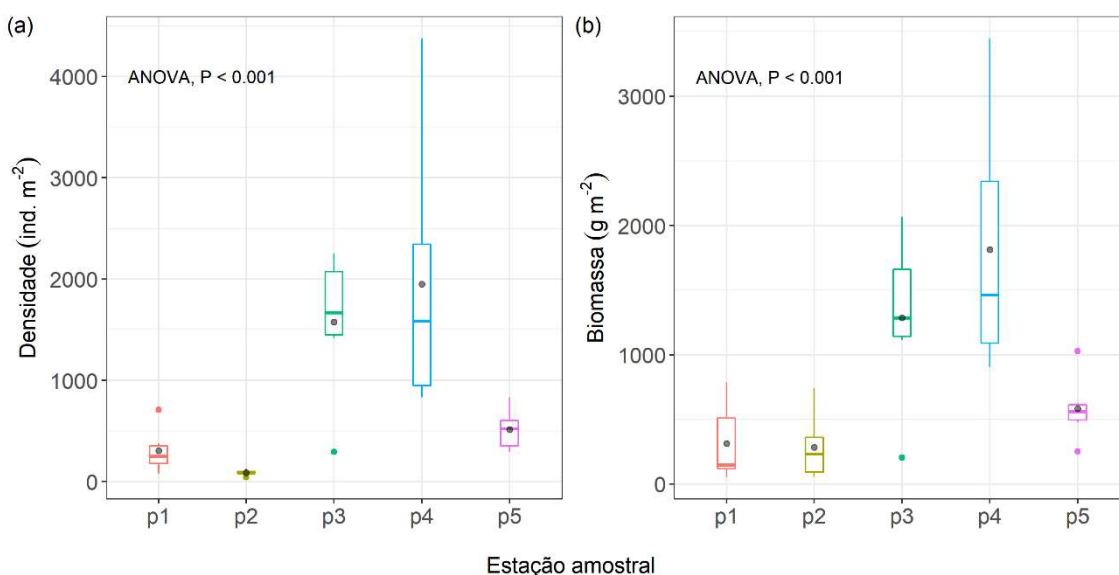 (a)
ANOVA, P < 0.001
Densidade (ind. m⁻²)
4000
3000
2000
1000
0
p1 p2 p3 p4 p5
(b)
ANOVA, P < 0.001
Biomassa (g m⁻²)
3000
2000
1000
0
p1 p2 p3 p4 p5
Estação amostral